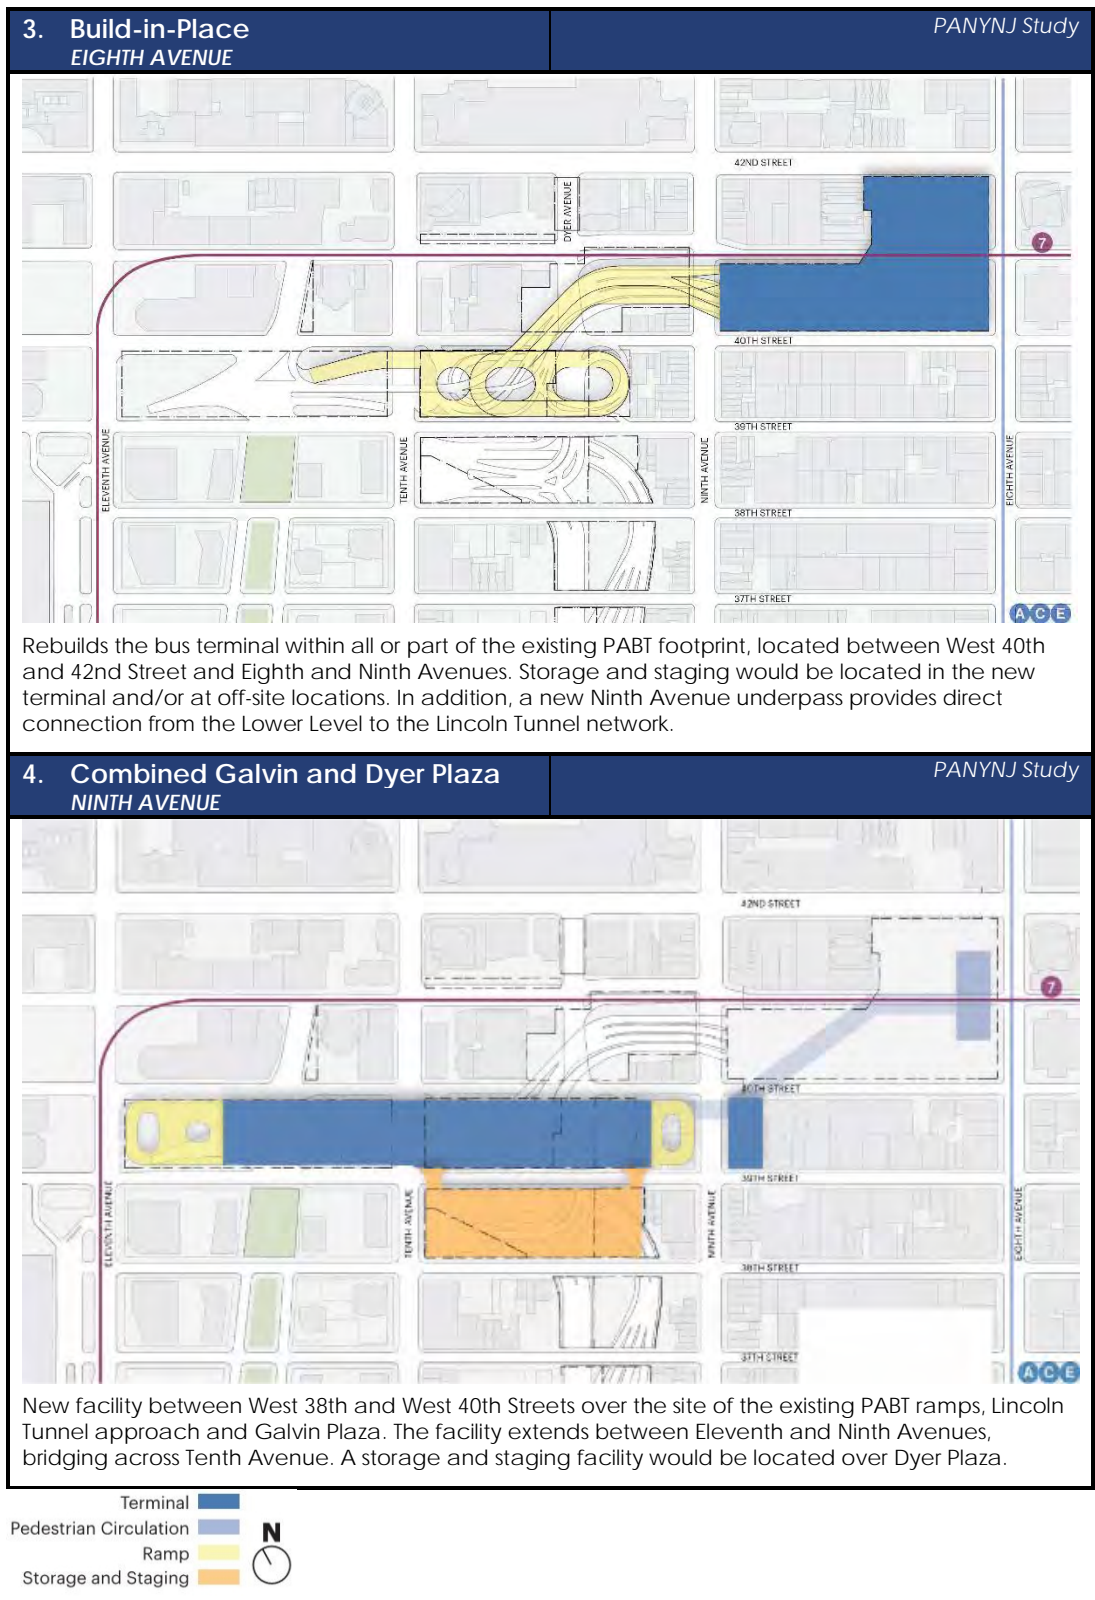 3. Build-in-Place
EIGHTH AVENUE
PANYNJ Study
42ND STREET
DYER AVENUE
7
40TH STREET
39TH STREET
ELEVENTH AVENUE
TENTH AVENUE
NINTH AVENUE
EIGHTH AVENUE
38TH STREET
37TH STREET
A C E
Rebuilds the bus terminal within all or part of the existing PABT footprint, located between West 40th
and 42nd Street and Eighth and Ninth Avenues. Storage and staging would be located in the new
terminal and/or at off-site locations. In addition, a new Ninth Avenue underpass provides direct
connection from the Lower Level to the Lincoln Tunnel network.
4. Combined Galvin and Dyer Plaza
NINTH AVENUE
PANYNJ Study
42ND STREET
7
40TH STREET
39TH STREET
ELEVENTH AVENUE
TENTH AVENUE
NINTH AVENUE
EIGHTH AVENUE
38TH STREET
37TH STREET
A C E
New facility between West 38th and West 40th Streets over the site of the existing PABT ramps, Lincoln
Tunnel approach and Galvin Plaza. The facility extends between Eleventh and Ninth Avenues,
bridging across Tenth Avenue. A storage and staging facility would be located over Dyer Plaza.
Terminal
Pedestrian Circulation
Ramp
Storage and Staging
N